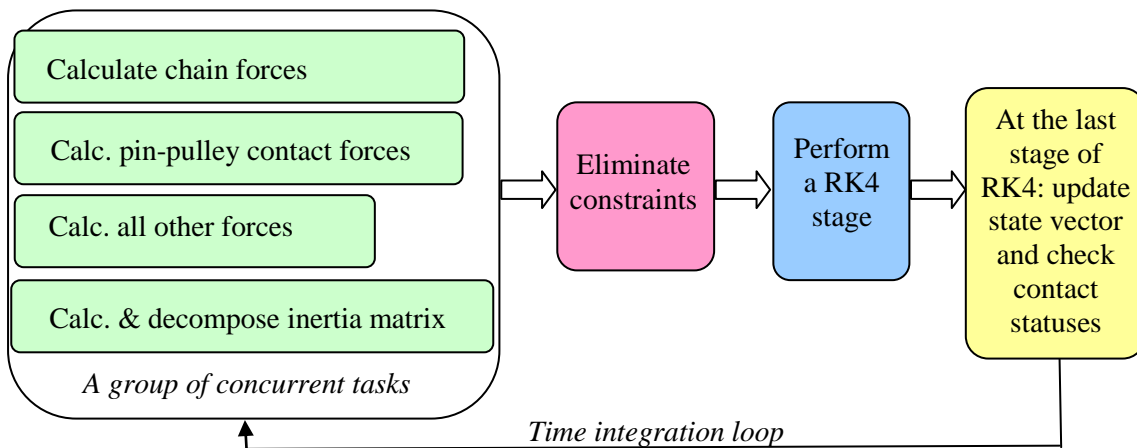 Calculate chain forces
Calc. pin-pulley contact forces
Calc. all other forces
Calc. & decompose inertia matrix
A group of concurrent tasks
Eliminate
constraints
Perform
a RK4
stage
At the last
stage of
RK4: update
state vector
and check
contact
statuses
Time integration loop